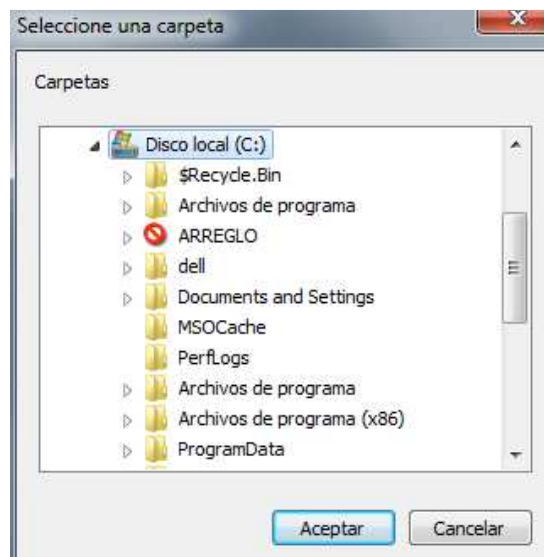 Seleccione una carpeta
Carpetas
Disco local (C:)
$Recycle.Bin
Archivos de programa
ARREGLO
dell
Documents and Settings
MSOCache
PerfLogs
Archivos de programa
Archivos de programa (x86)
ProgramData
Aceptar
Cancelar